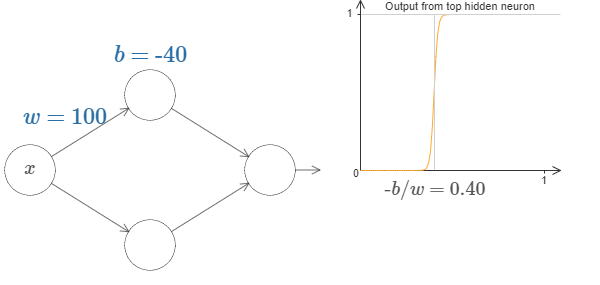 b = -40
w = 100
x
Output from top hidden neuron
1
0
1
-b/w = 0.40